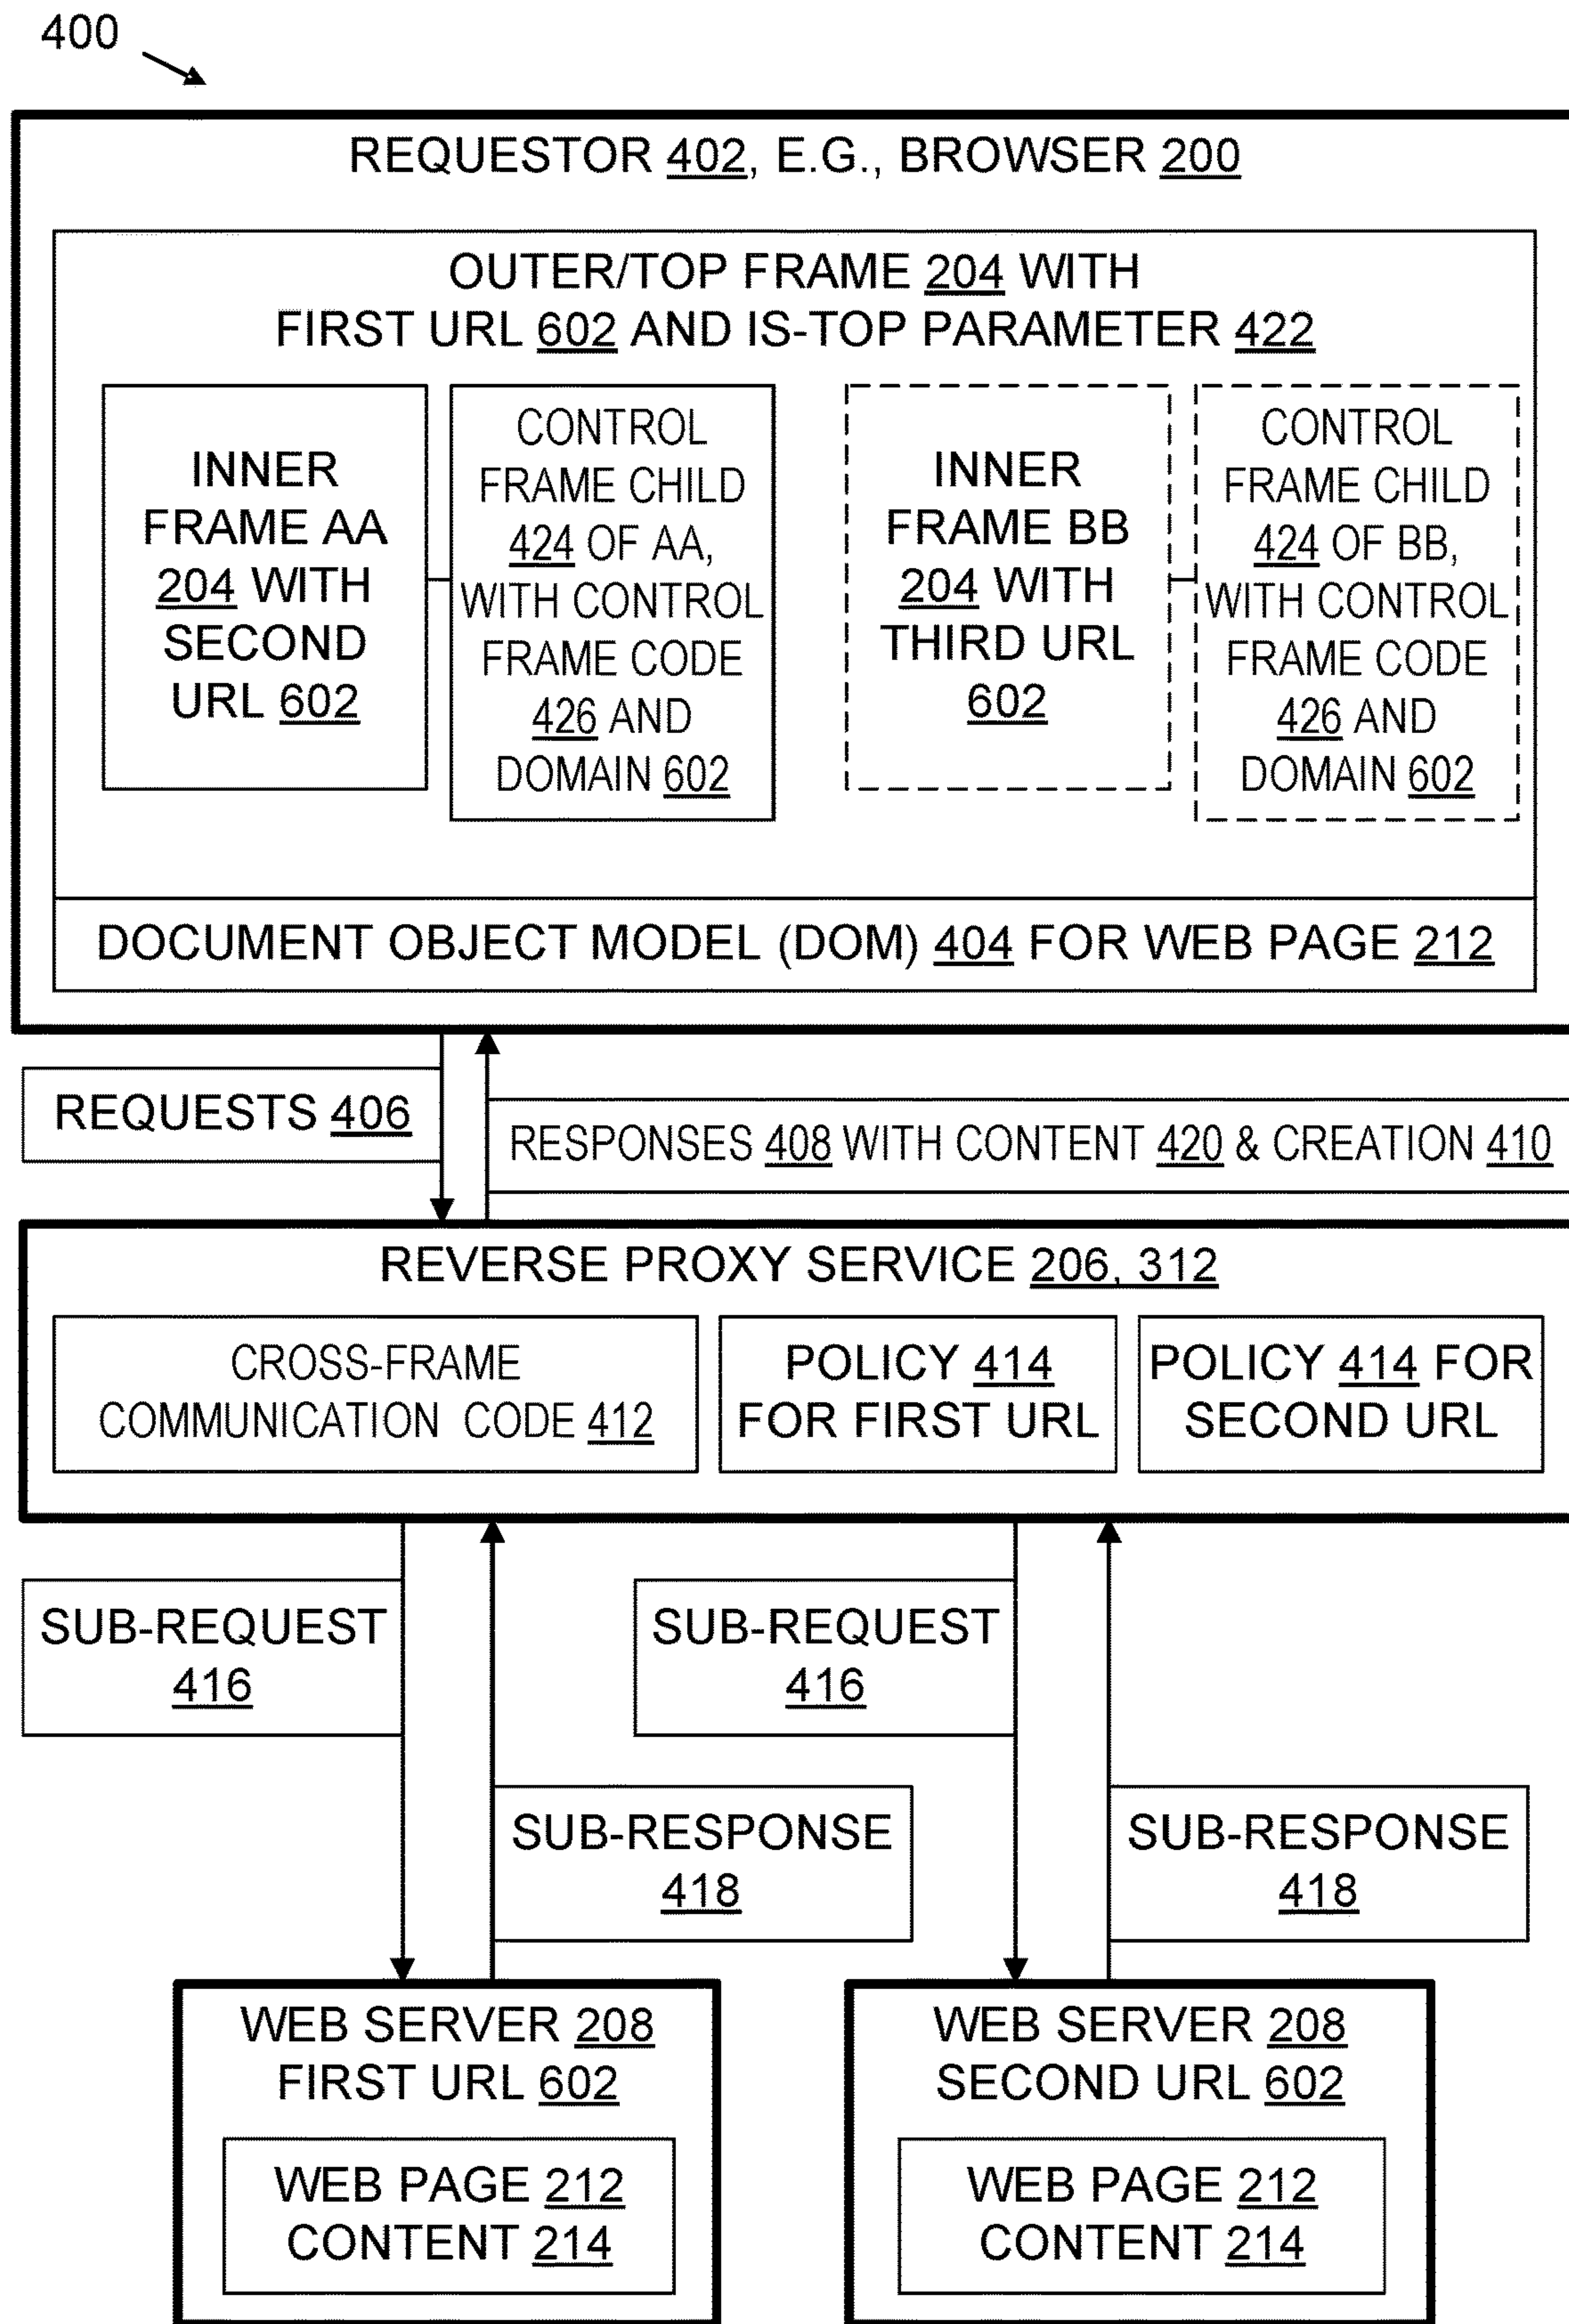 400
REQUESTOR 402, E.G., BROWSER 200
OUTER/TOP FRAME 204 WITH
FIRST URL 602 AND IS-TOP PARAMETER 422
INNER
FRAME AA
204 WITH
SECOND
URL 602
CONTROL
FRAME CHILD
424 OF AA,
WITH CONTROL
FRAME CODE
426 AND
DOMAIN 602
INNER
FRAME BB
204 WITH
THIRD URL
602
CONTROL
FRAME CHILD
424 OF BB,
WITH CONTROL
FRAME CODE
426 AND
DOMAIN 602
DOCUMENT OBJECT MODEL (DOM) 404 FOR WEB PAGE 212
REQUESTS 406
RESPONSES 408 WITH CONTENT 420 & CREATION 410
REVERSE PROXY SERVICE 206, 312
CROSS-FRAME
COMMUNICATION CODE 412
POLICY 414
FOR FIRST URL
POLICY 414 FOR
SECOND URL
SUB-REQUEST
416
SUB-RESPONSE
418
SUB-REQUEST
416
SUB-RESPONSE
418
WEB SERVER 208
FIRST URL 602
WEB PAGE 212
CONTENT 214
WEB SERVER 208
SECOND URL 602
WEB PAGE 212
CONTENT 214